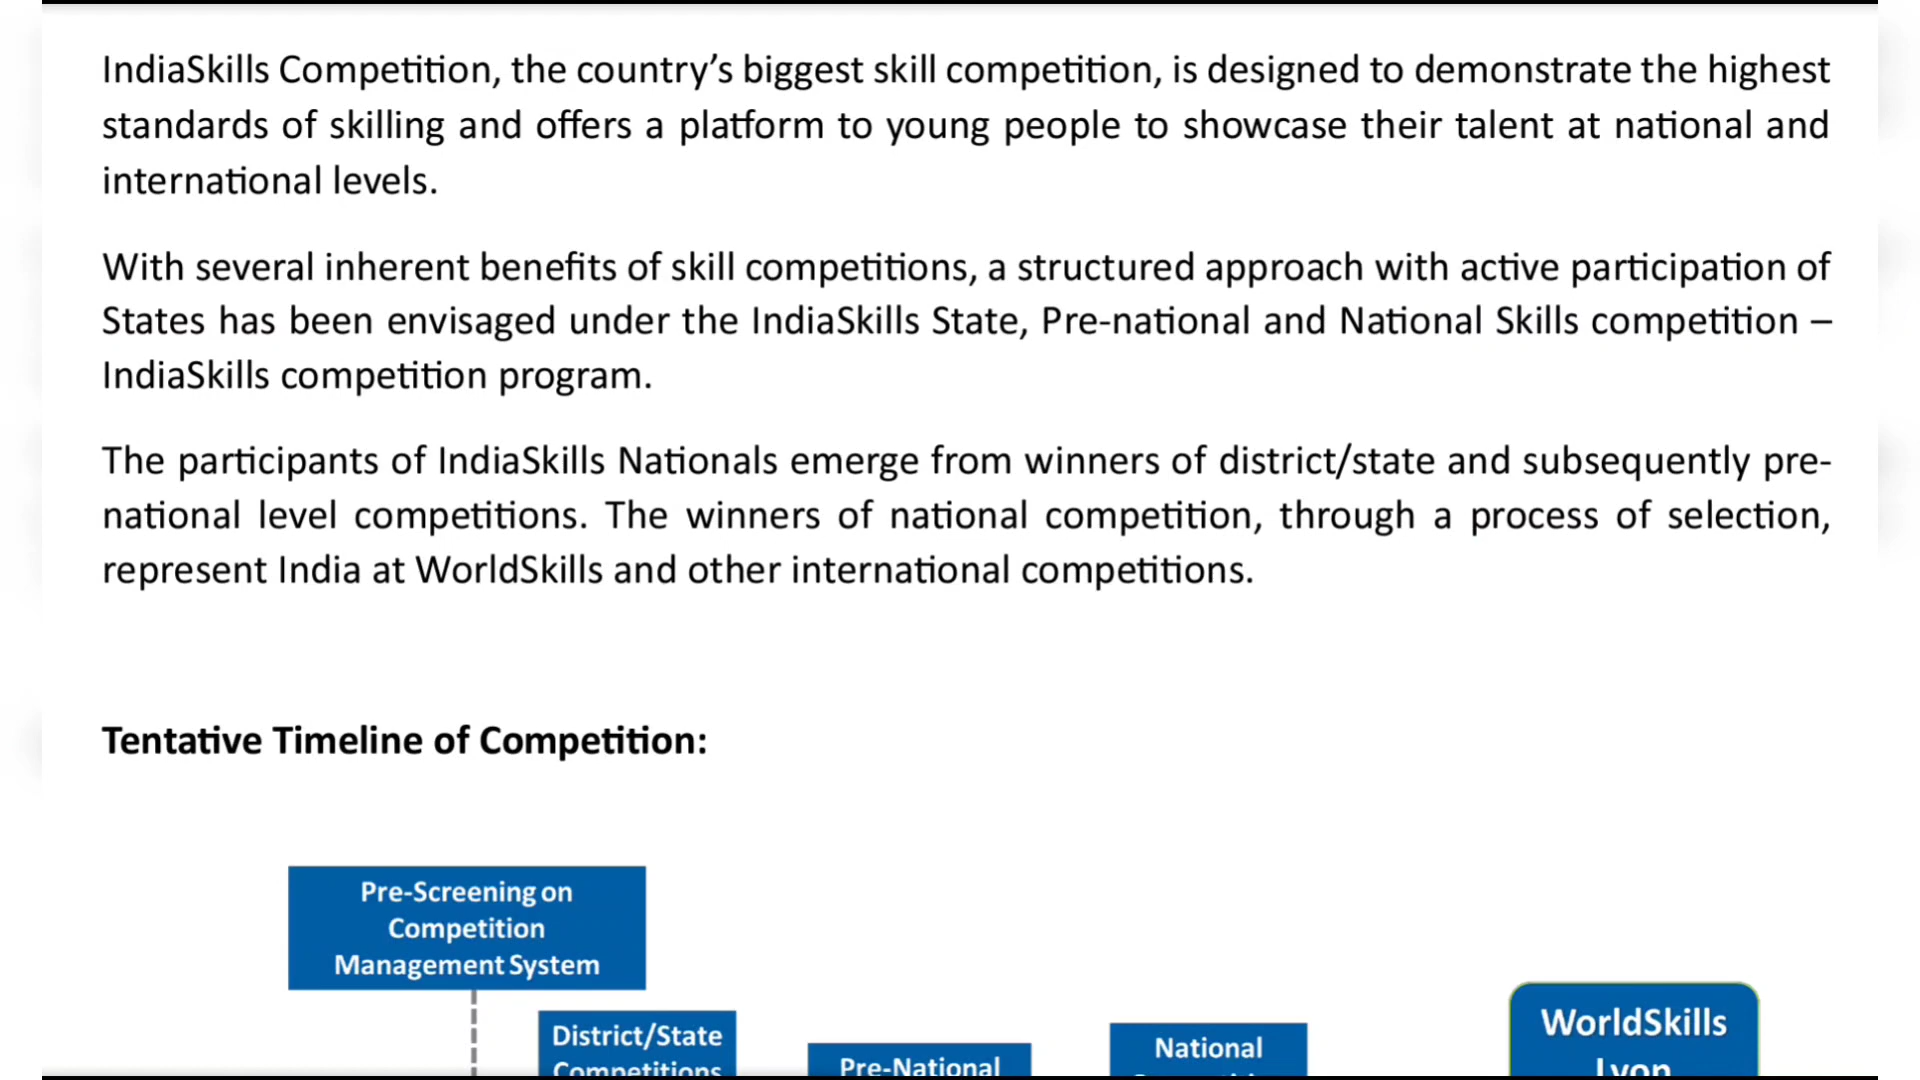 IndiaSkills Competition, the country’s biggest skill competition, is designed to demonstrate the highest
standards of skilling and offers a platform to young people to showcase their talent at national and
international levels.
With several inherent benefits of skill competitions, a structured approach with active participation of
States has been envisaged under the IndiaSkills State, Pre-national and National Skills competition –
IndiaSkills competition program.
The participants of IndiaSkills Nationals emerge from winners of district/state and subsequently pre-
national level competitions. The winners of national competition, through a process of selection,
represent India at WorldSkills and other international competitions.
Tentative Timeline of Competition:
Pre-Screening on
Competition
Management System
District/State
Competitions
Pre-National
National
WorldSkills
Lyon